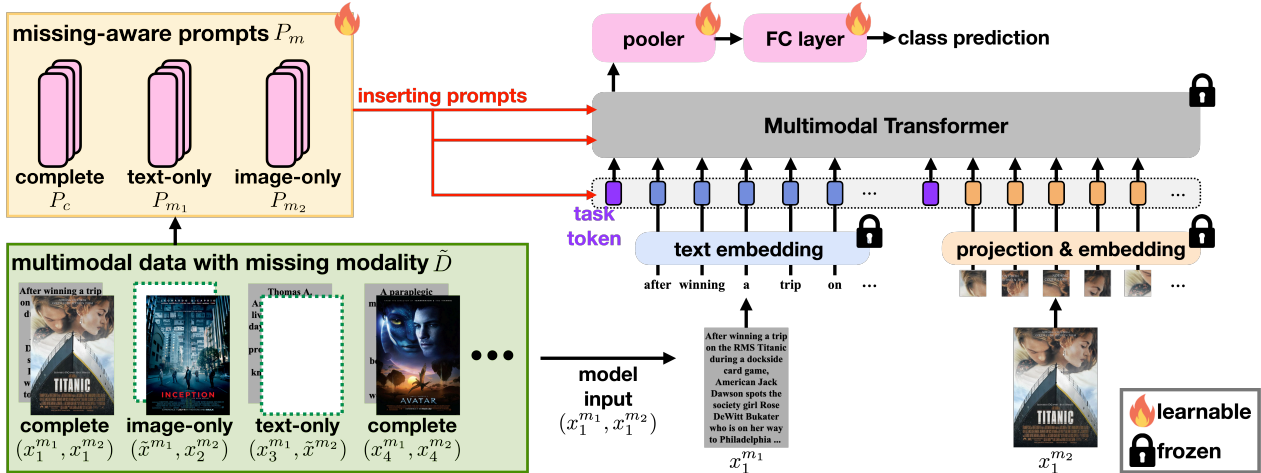 missing-aware prompts P_m
complete
P_c
text-only
P_{m_1}
image-only
P_{m_2}
inserting prompts
pooler
FC layer
class prediction
Multimodal Transformer
...
...
task
token
text embedding
projection & embedding
after winning a trip on ...
...
multimodal data with missing modality D̃
After winning a trip
TITANIC
complete
(x_1^{m_1}, x_1^{m_2})
INCEPTION
image-only
(x̃^{m_1}, x_2^{m_2})
Thomas A.
text-only
(x_3^{m_1}, x̃^{m_2})
A paraplegic
AVATAR
complete
(x_4^{m_1}, x_4^{m_2})
...
model
input
(x_1^{m_1}, x_1^{m_2})
After winning a trip
on the RMS Titanic
during a dockside
card game,
American Jack
Dawson spots the
society girl Rose
DeWitt Bukater
who is on her way
to Philadelphia ...
x_1^{m_1}
TITANIC
x_1^{m_2}
learnable
frozen